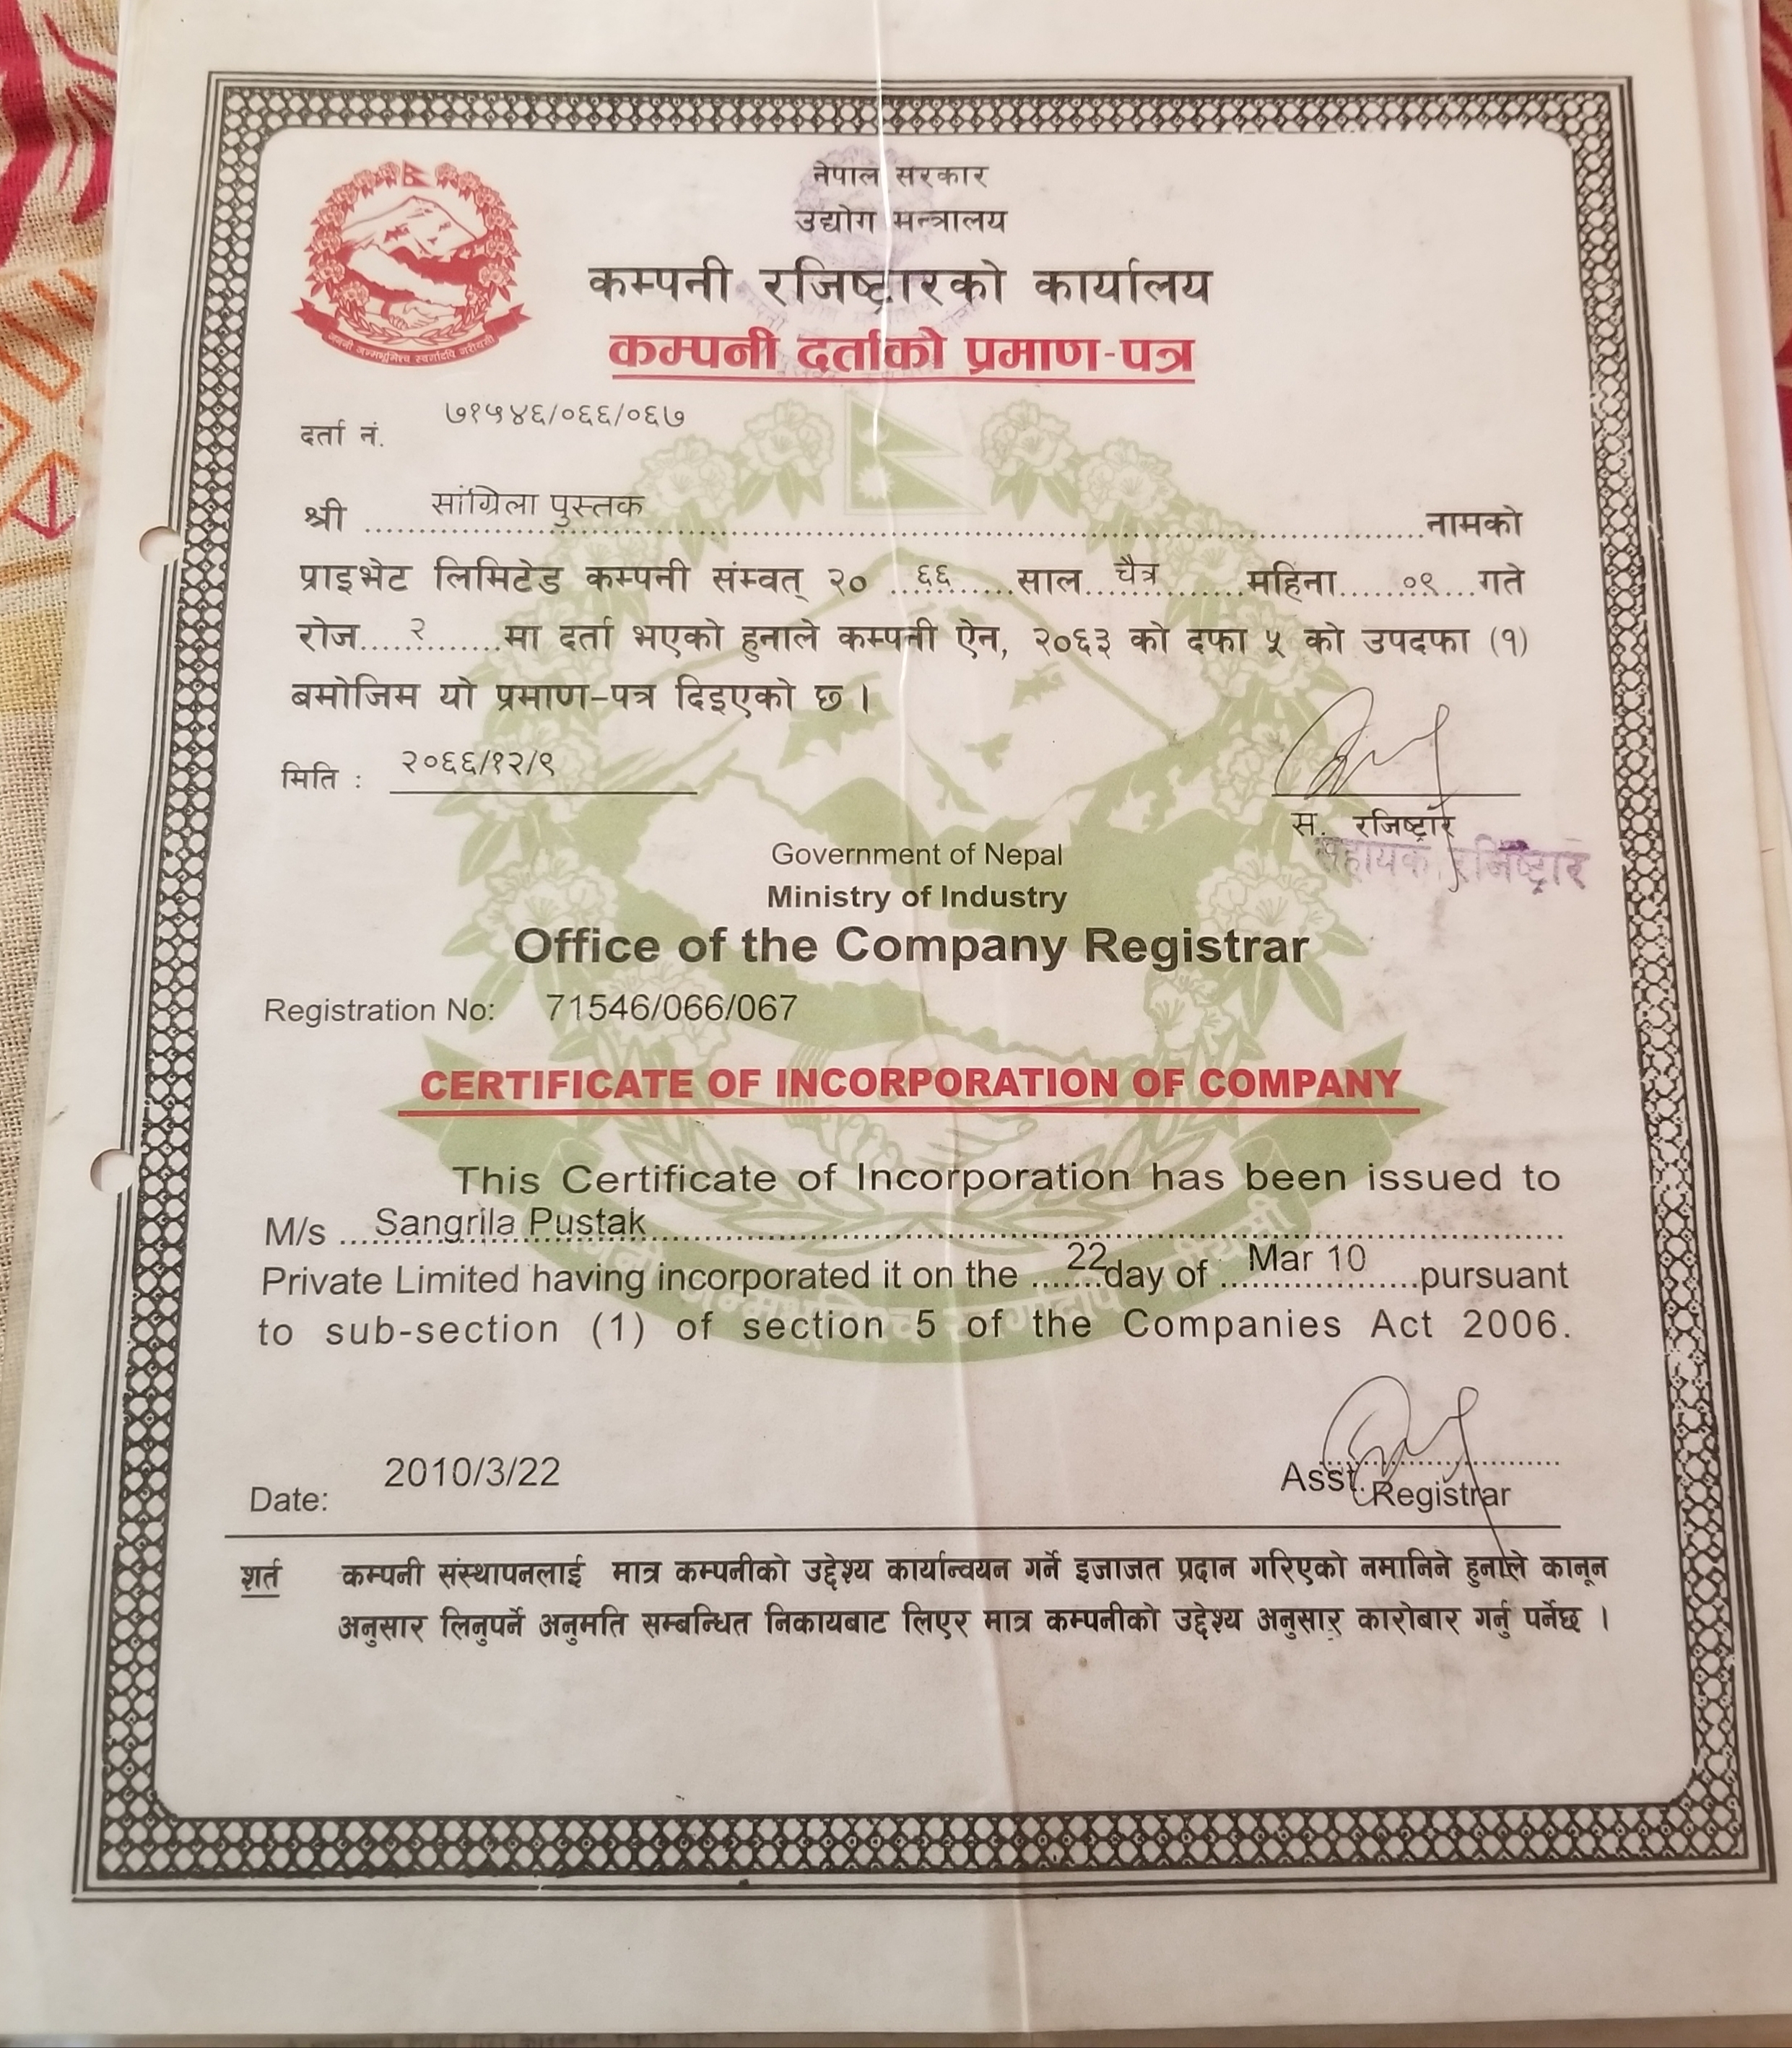 नेपाल सरकार
उद्योग मन्त्रालय
कम्पनी रजिष्ट्रारको कार्यालय
कम्पनी दर्ताको प्रमाण-पत्र
जननी जन्मभूमिश्च स्वर्गादपि गरीयसी
दर्ता नं. ७१५४६/०६६/०६७
श्री सांग्रिला पुस्तक नामको
प्राइभेट लिमिटेड कम्पनी संम्वत् २० ६६ साल चैत्र महिना ०९ गते
रोज २ मा दर्ता भएको हुनाले कम्पनी ऐन, २०६३ को दफा ५ को उपदफा (१)
बमोजिम यो प्रमाण-पत्र दिइएको छ ।
मिति : २०६६/१२/९
स. रजिष्ट्रार
सहायक रजिष्ट्रार
Government of Nepal
Ministry of Industry
Office of the Company Registrar
Registration No: 71546/066/067
CERTIFICATE OF INCORPORATION OF COMPANY
This Certificate of Incorporation has been issued to
M/s Sangrila Pustak
Private Limited having incorporated it on the 22 day of Mar 10 pursuant
to sub-section (1) of section 5 of the Companies Act 2006.
Date: 2010/3/22
Asst. Registrar
शर्त कम्पनी संस्थापनलाई मात्र कम्पनीको उद्देश्य कार्यान्वयन गर्ने इजाजत प्रदान गरिएको नमानिने हुनाले कानून
अनुसार लिनुपर्ने अनुमति सम्बन्धित निकायबाट लिएर मात्र कम्पनीको उद्देश्य अनुसार कारोबार गर्नु पर्नेछ ।